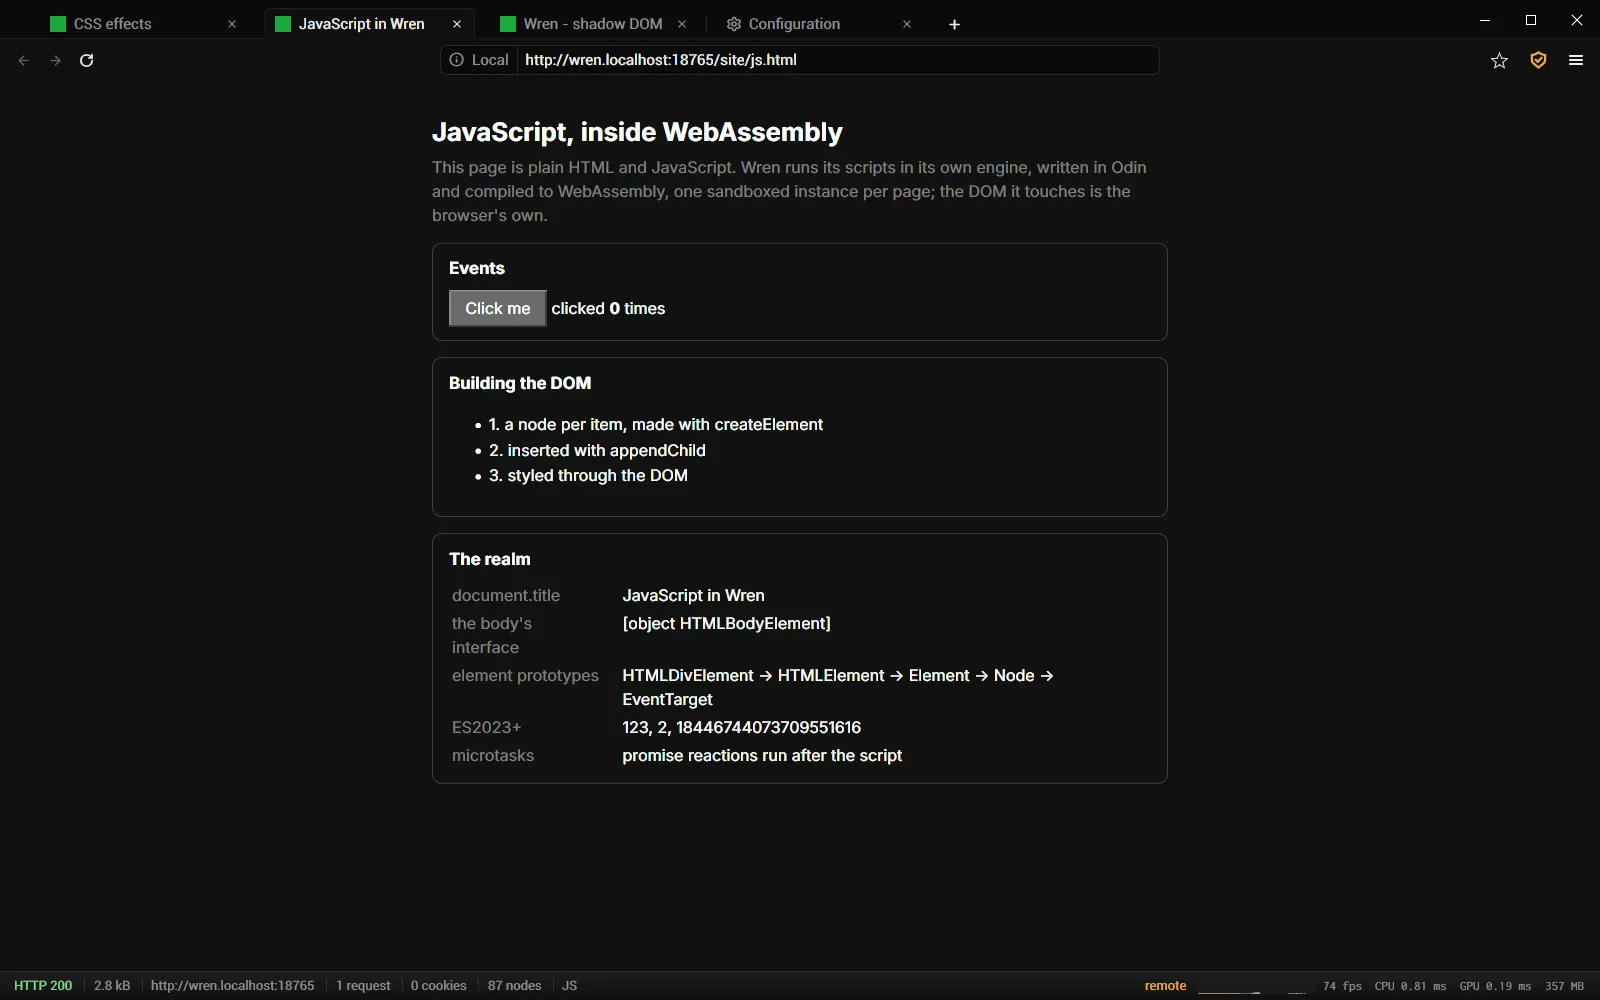 CSS effects
JavaScript in Wren
Wren - shadow DOM
Configuration
Local
http://wren.localhost:18765/site/js.html
JavaScript, inside WebAssembly
This page is plain HTML and JavaScript. Wren runs its scripts in its own engine, written in Odin
and compiled to WebAssembly, one sandboxed instance per page; the DOM it touches is the
browser's own.
Events
Click me clicked 0 times
Building the DOM
• 1. a node per item, made with createElement
• 2. inserted with appendChild
• 3. styled through the DOM
The realm
document.title JavaScript in Wren
the body's [object HTMLBodyElement]
interface
element prototypes HTMLDivElement → HTMLElement → Element → Node →
EventTarget
ES2023+ 123, 2, 18446744073709551616
microtasks promise reactions run after the script
HTTP 200 2.8 kB http://wren.localhost:18765 1 request 0 cookies 87 nodes JS remote 74 fps CPU 0.81 ms GPU 0.19 ms 357 MB